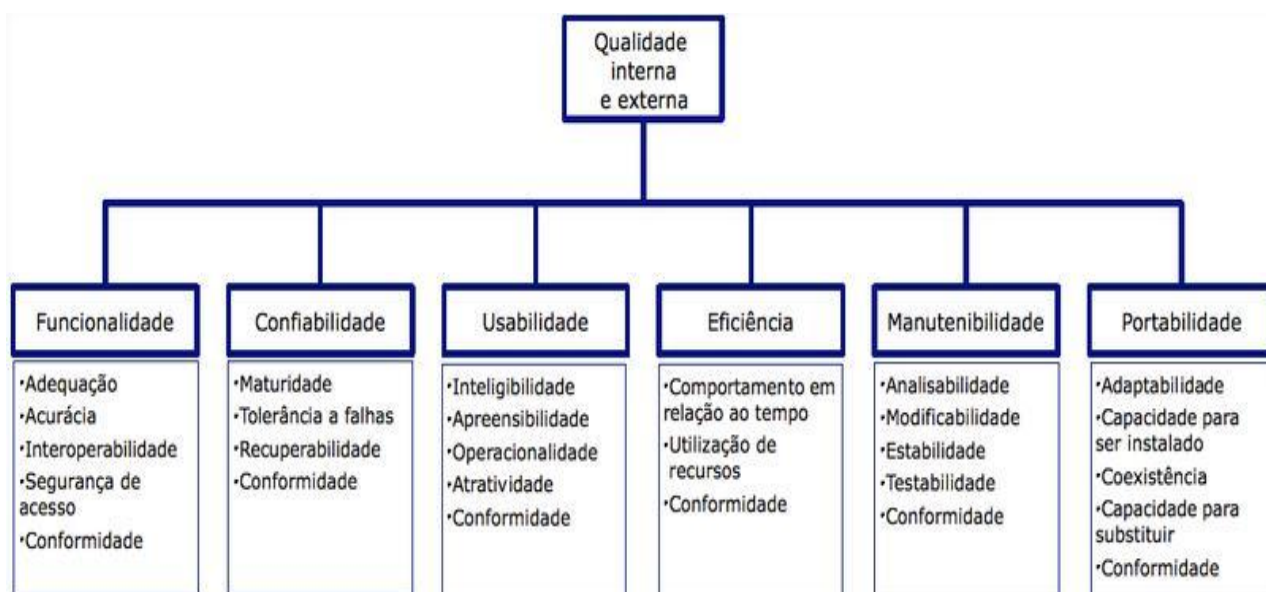 Qualidade
interna
e externa
Funcionalidade
Confiabilidade
Usabilidade
Eficiência
Manutenibilidade
Portabilidade
•Adequação
•Acurácia
•Interoperabilidade
•Segurança de
acesso
•Conformidade
•Maturidade
•Tolerância a falhas
•Recuperabilidade
•Conformidade
•Inteligibilidade
•Apreensibilidade
•Operacionalidade
•Atratividade
•Conformidade
•Comportamento em
relação ao tempo
•Utilização de
recursos
•Conformidade
•Analisabilidade
•Modificabilidade
•Estabilidade
•Testabilidade
•Conformidade
•Adaptabilidade
•Capacidade para
ser instalado
•Coexistência
•Capacidade para
substituir
•Conformidade